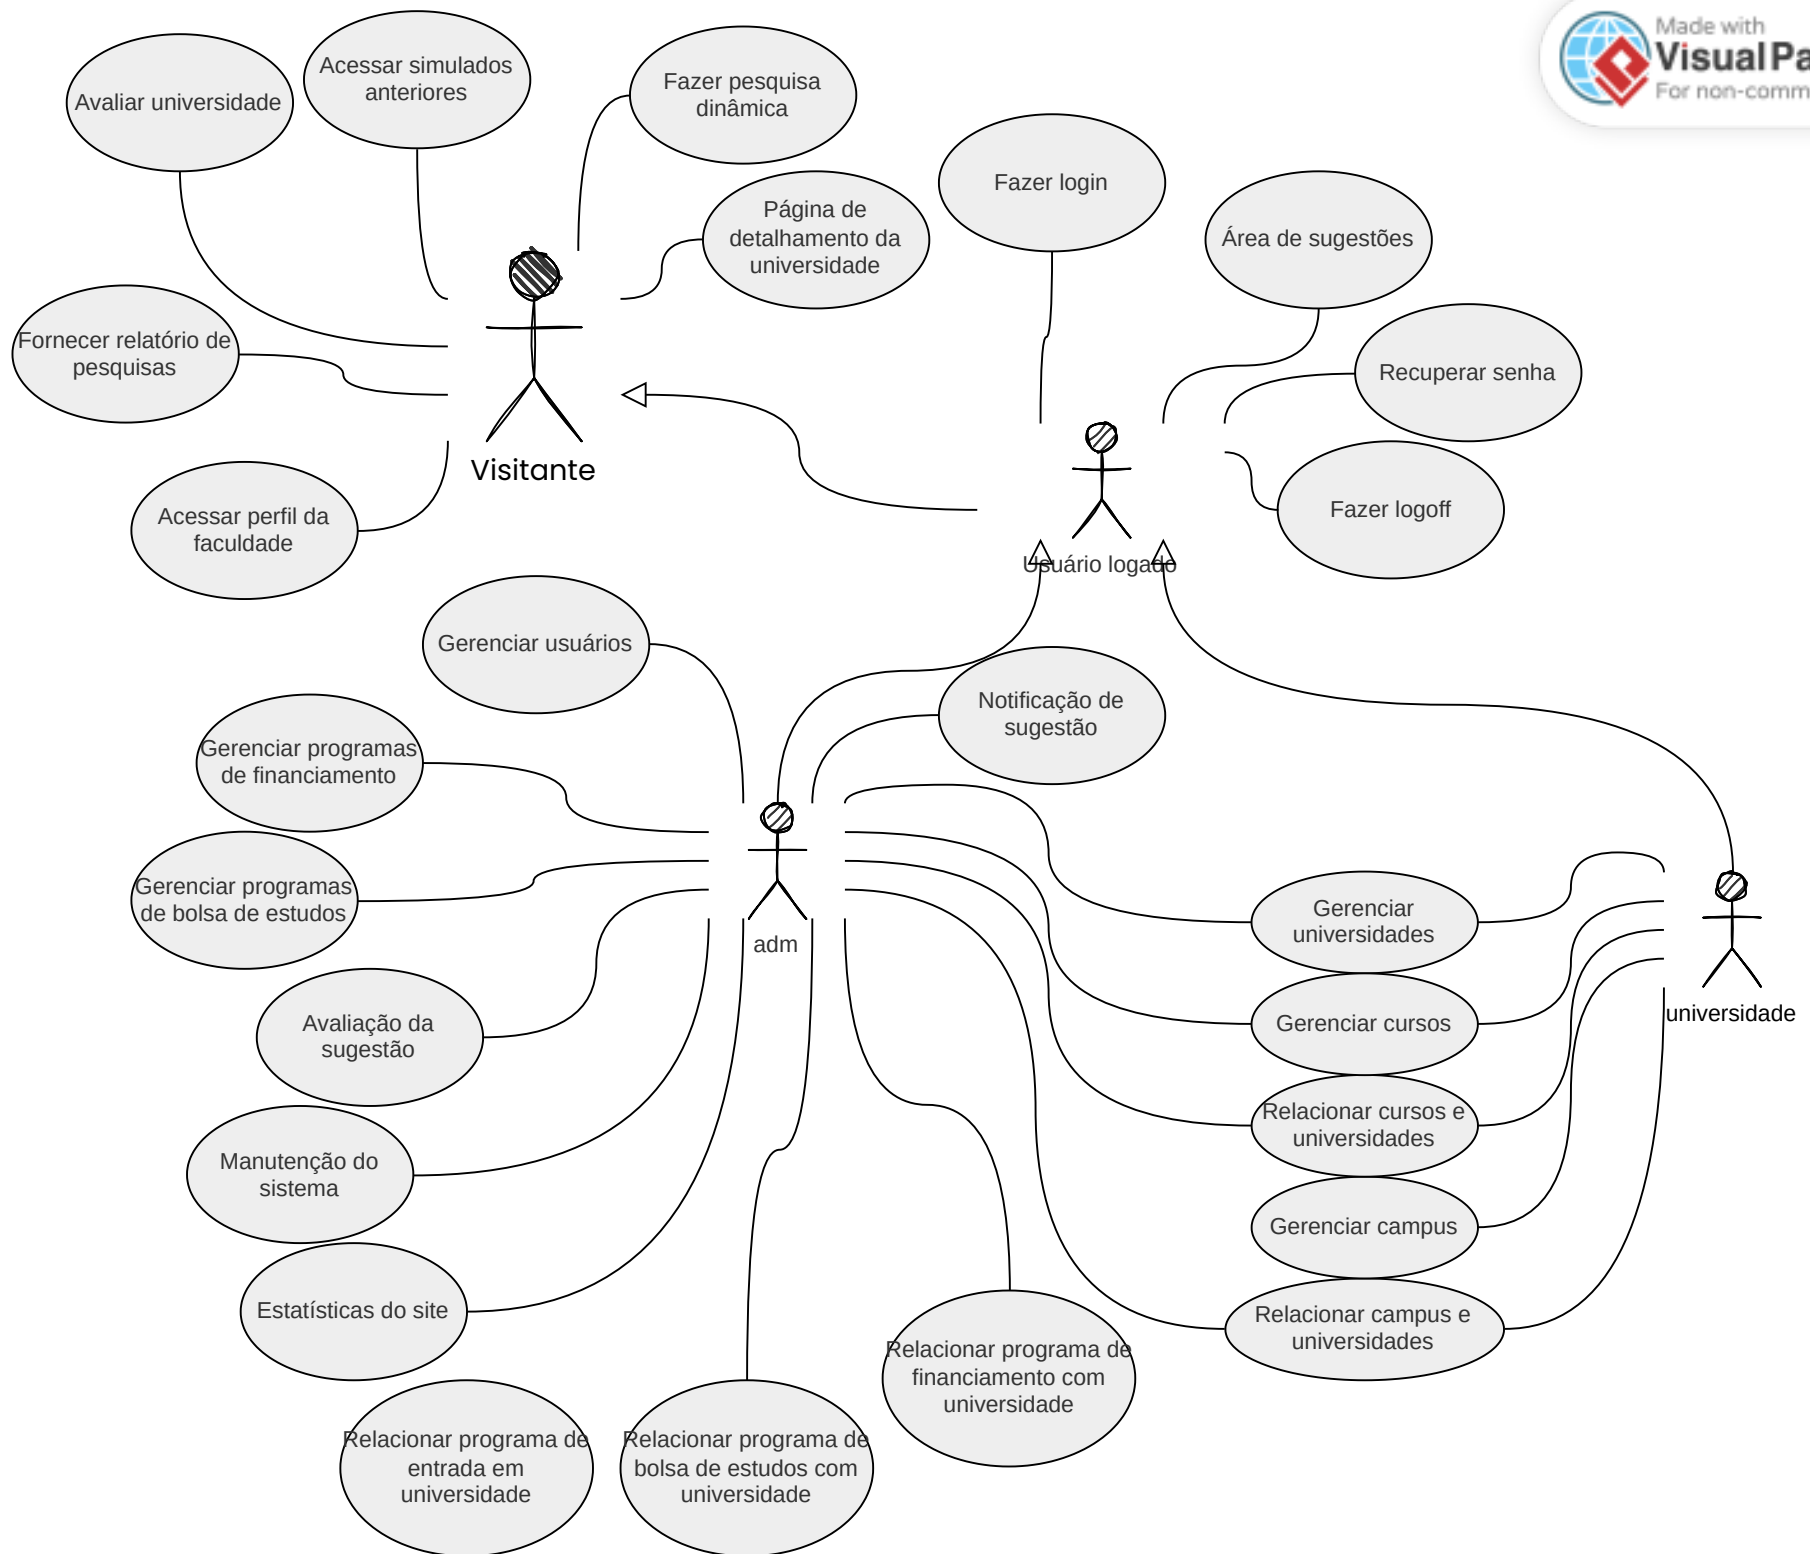 Made with
Visual Pa
For non-comm
Acessar simulados
anteriores
Avaliar universidade
Fazer pesquisa
dinâmica
Fazer login
Página de
detalhamento da
universidade
Área de sugestões
Fornecer relatório de
pesquisas
Recuperar senha
Visitante
Acessar perfil da
faculdade
Fazer logoff
Usuário logado
Gerenciar usuários
Notificação de
sugestão
Gerenciar programas
de financiamento
Gerenciar programas
de bolsa de estudos
adm
Gerenciar
universidades
universidade
Avaliação da
sugestão
Gerenciar cursos
Relacionar cursos e
universidades
Manutenção do
sistema
Gerenciar campus
Estatísticas do site
Relacionar campus e
universidades
Relacionar programa de
financiamento com
universidade
Relacionar programa de
entrada em
universidade
Relacionar programa de
bolsa de estudos com
universidade